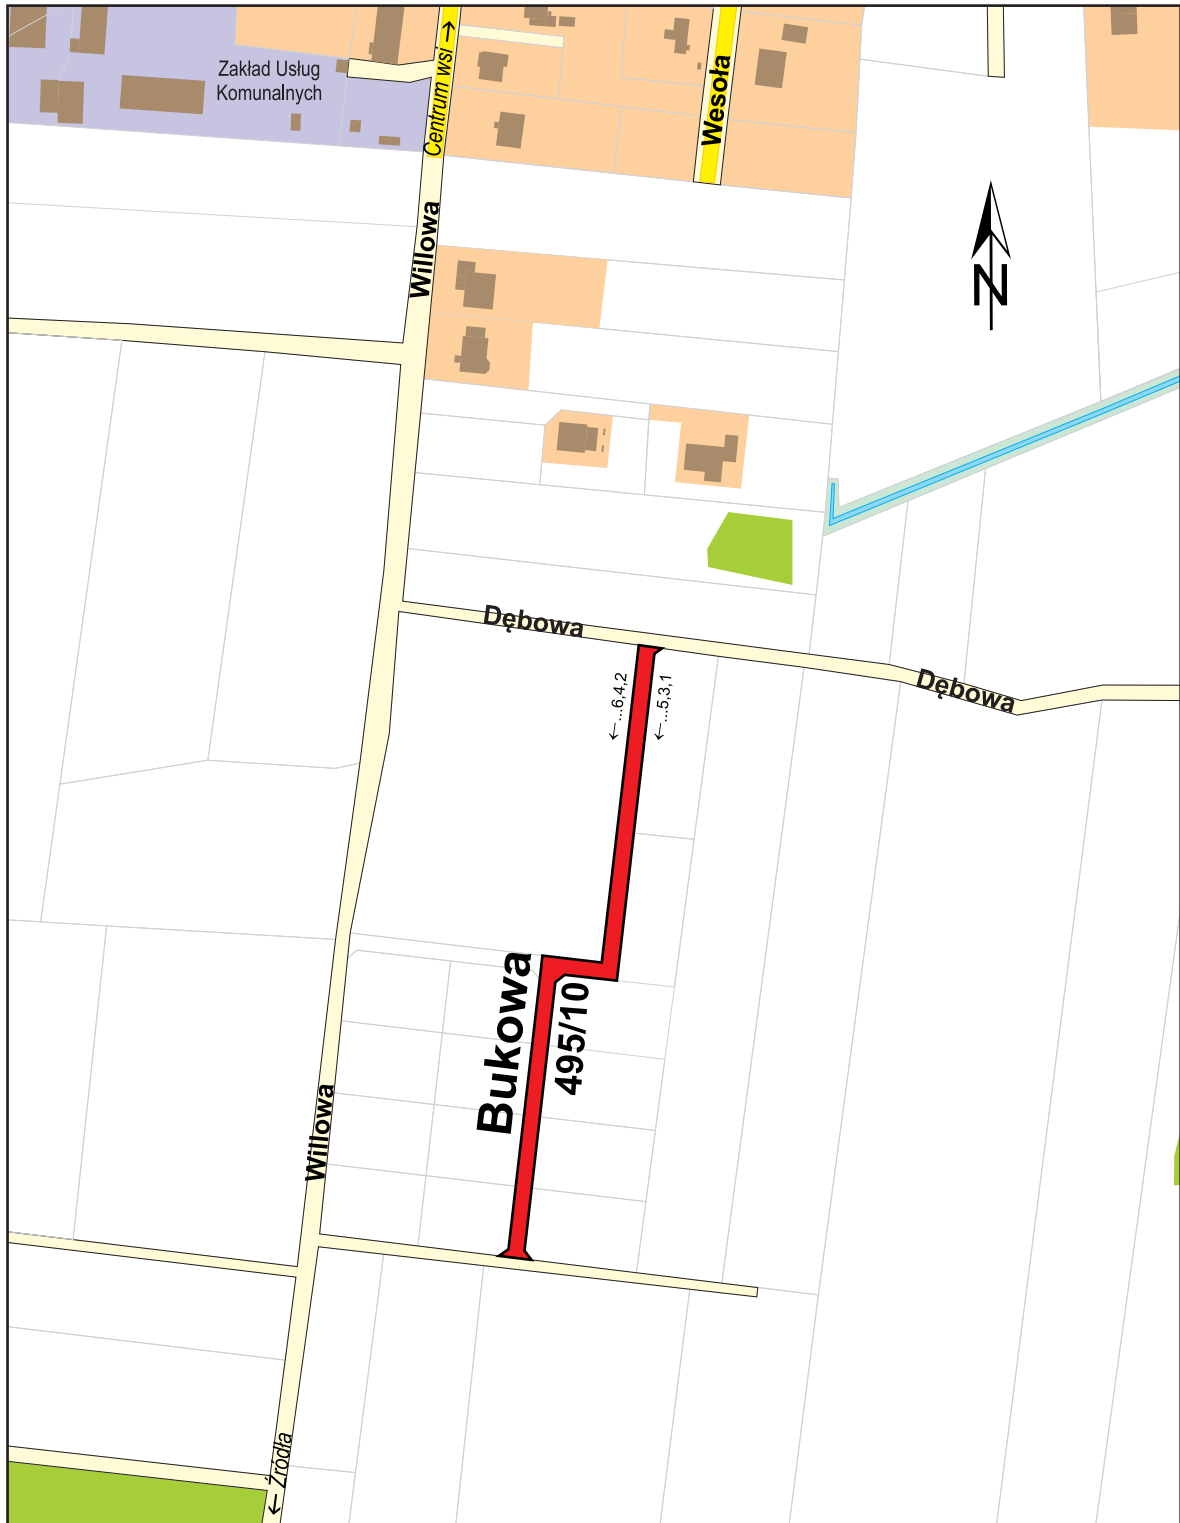 Zakład Usług
Komunalnych
Centrum wsi →
Wesoła
Willowa
N
Dębowa
Dębowa
←...6,4,2
←...5,3,1
Bukowa
495/10
Willowa
← Źródła